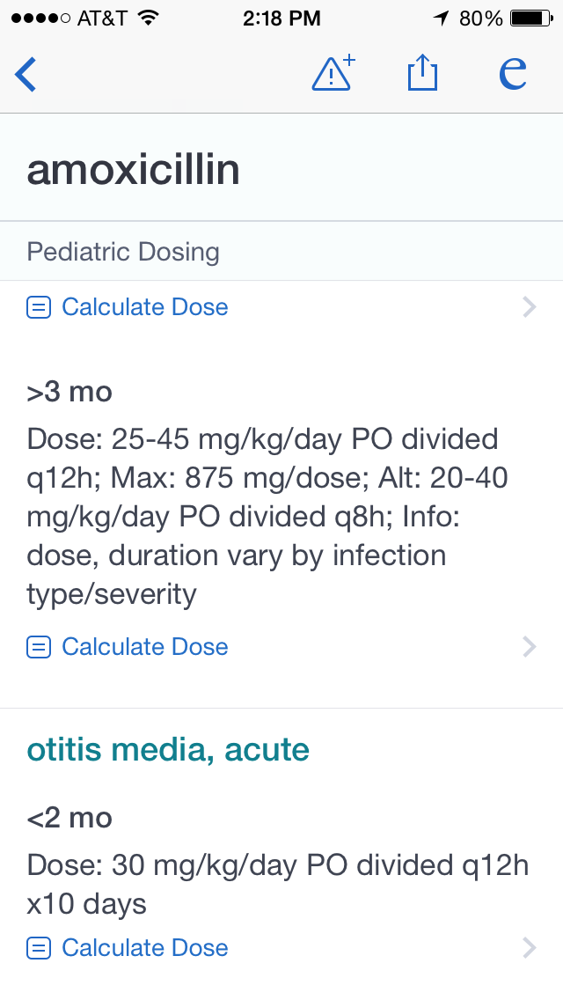 AT&T 2:18 PM 80%
e
amoxicillin
Pediatric Dosing
Calculate Dose
>3 mo
Dose: 25-45 mg/kg/day PO divided
q12h; Max: 875 mg/dose; Alt: 20-40
mg/kg/day PO divided q8h; Info:
dose, duration vary by infection
type/severity
Calculate Dose
otitis media, acute
<2 mo
Dose: 30 mg/kg/day PO divided q12h
x10 days
Calculate Dose